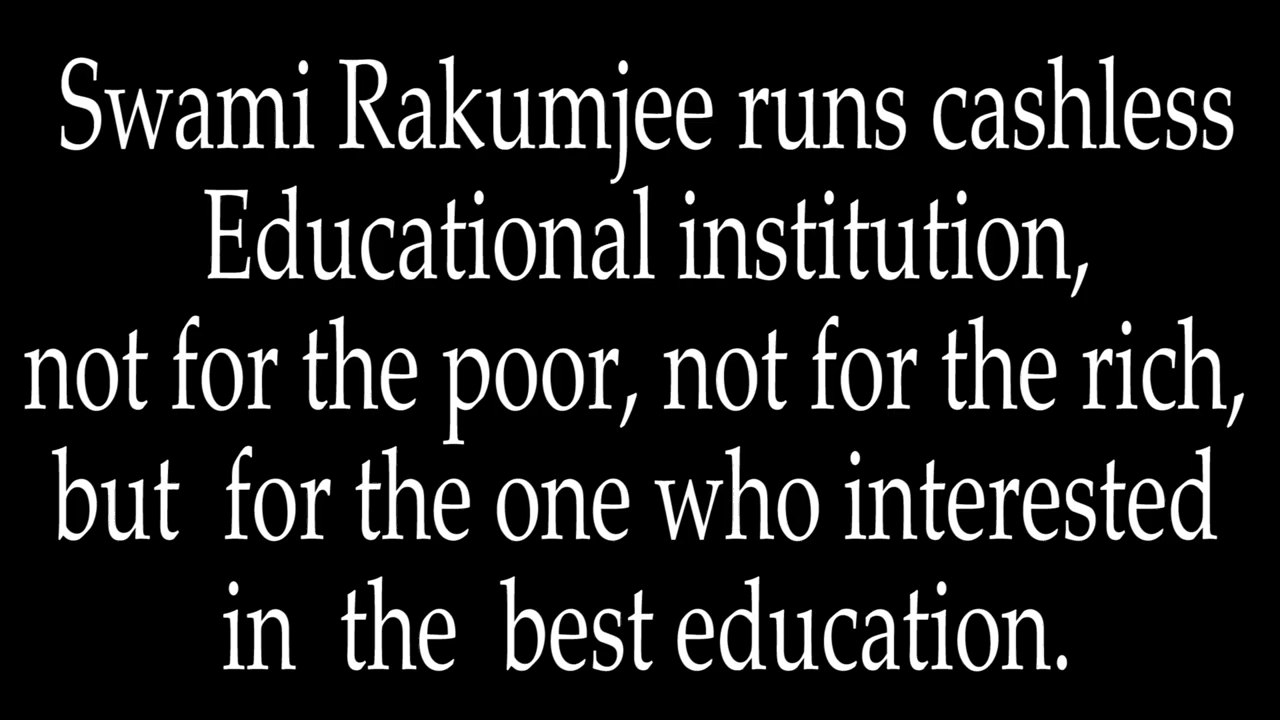 Swami Rakumjee runs cashless
Educational institution,
not for the poor, not for the rich,
but for the one who interested
in the best education.